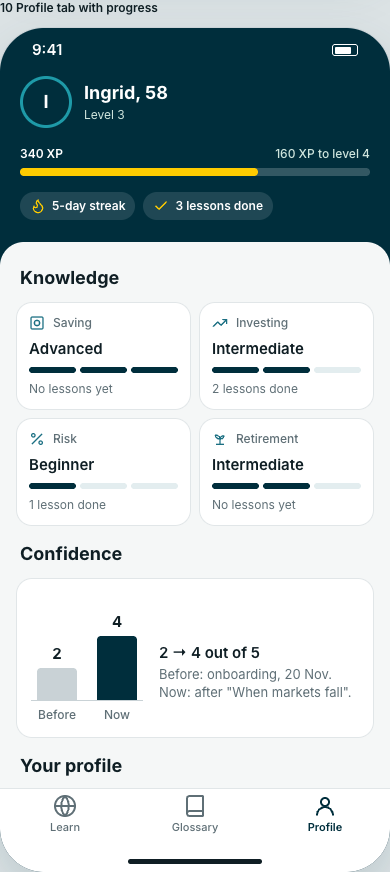 10 Profile tab with progress
9:41
I
Ingrid, 58
Level 3
340 XP
160 XP to level 4
5-day streak
3 lessons done
Knowledge
Saving
Advanced
No lessons yet
Investing
Intermediate
2 lessons done
Risk
Beginner
1 lesson done
Retirement
Intermediate
No lessons yet
Confidence
2
4
Before
Now
2 → 4 out of 5
Before: onboarding, 20 Nov.
Now: after "When markets fall".
Your profile
Learn
Glossary
Profile